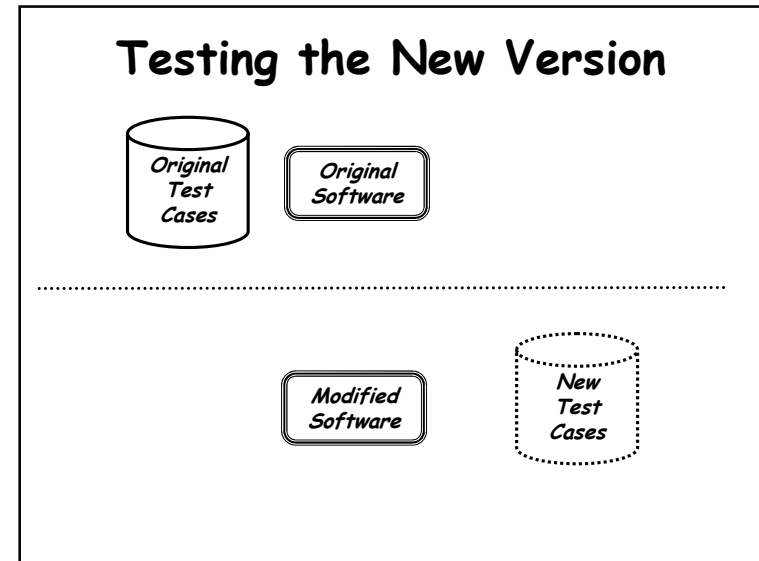 Testing the New Version
Original
Test
Cases
Original
Software
Modified
Software
New
Test
Cases